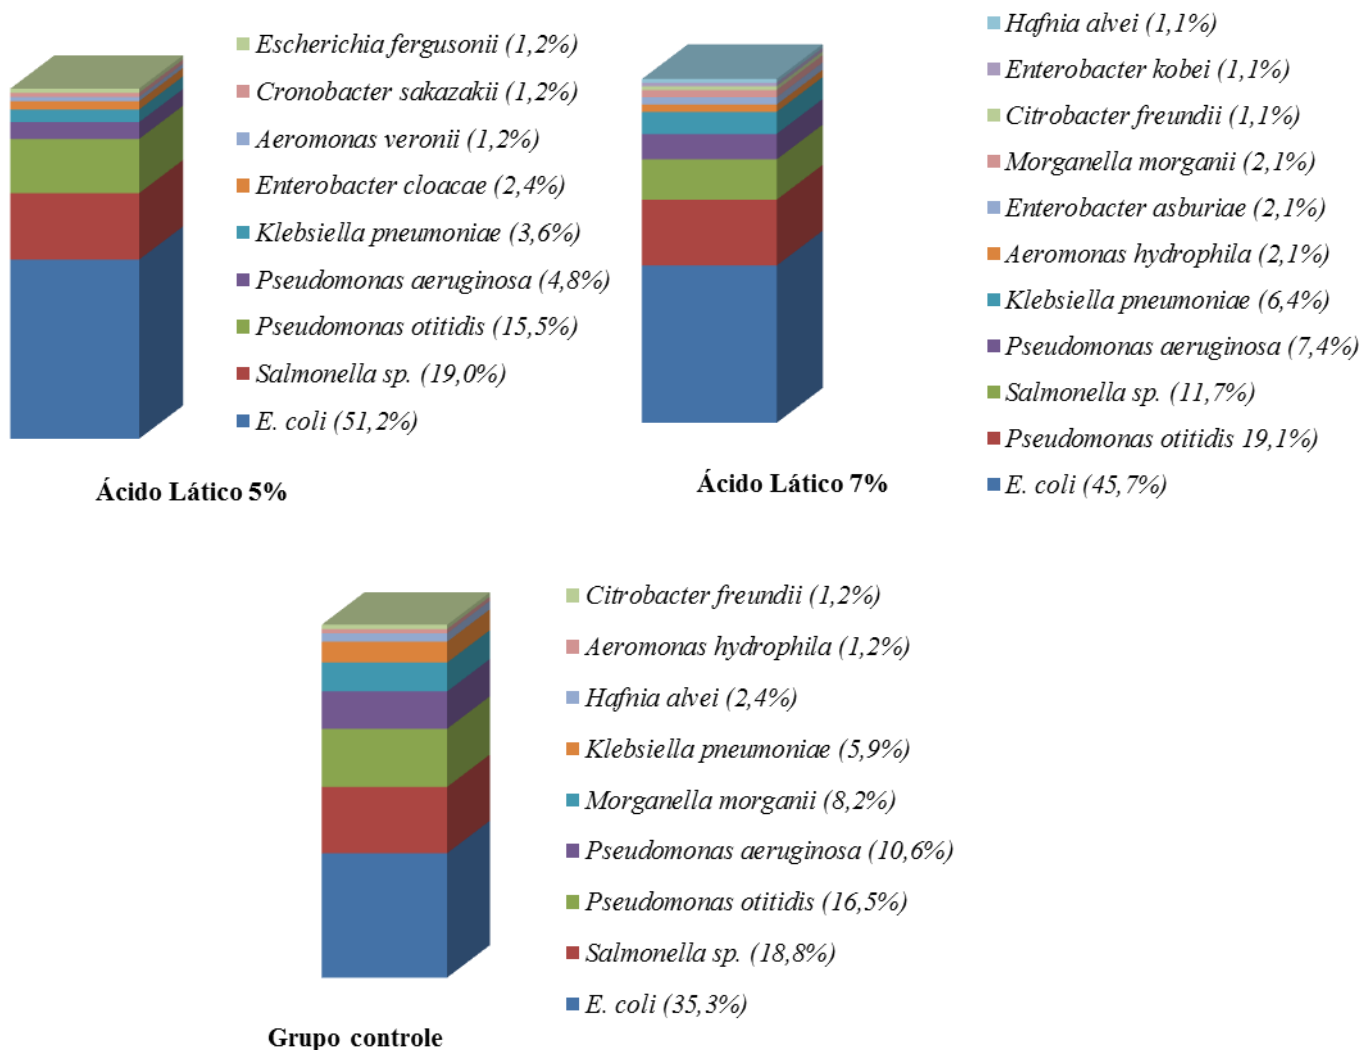 Escherichia fergusonii (1,2%)
Cronobacter sakazakii (1,2%)
Aeromonas veronii (1,2%)
Enterobacter cloacae (2,4%)
Klebsiella pneumoniae (3,6%)
Pseudomonas aeruginosa (4,8%)
Pseudomonas otitidis (15,5%)
Salmonella sp. (19,0%)
E. coli (51,2%)
Ácido Lático 5%
Hafnia alvei (1,1%)
Enterobacter kobei (1,1%)
Citrobacter freundii (1,1%)
Morganella morganii (2,1%)
Enterobacter asburiae (2,1%)
Aeromonas hydrophila (2,1%)
Klebsiella pneumoniae (6,4%)
Pseudomonas aeruginosa (7,4%)
Salmonella sp. (11,7%)
Pseudomonas otitidis 19,1%)
E. coli (45,7%)
Ácido Lático 7%
Citrobacter freundii (1,2%)
Aeromonas hydrophila (1,2%)
Hafnia alvei (2,4%)
Klebsiella pneumoniae (5,9%)
Morganella morganii (8,2%)
Pseudomonas aeruginosa (10,6%)
Pseudomonas otitidis (16,5%)
Salmonella sp. (18,8%)
E. coli (35,3%)
Grupo controle